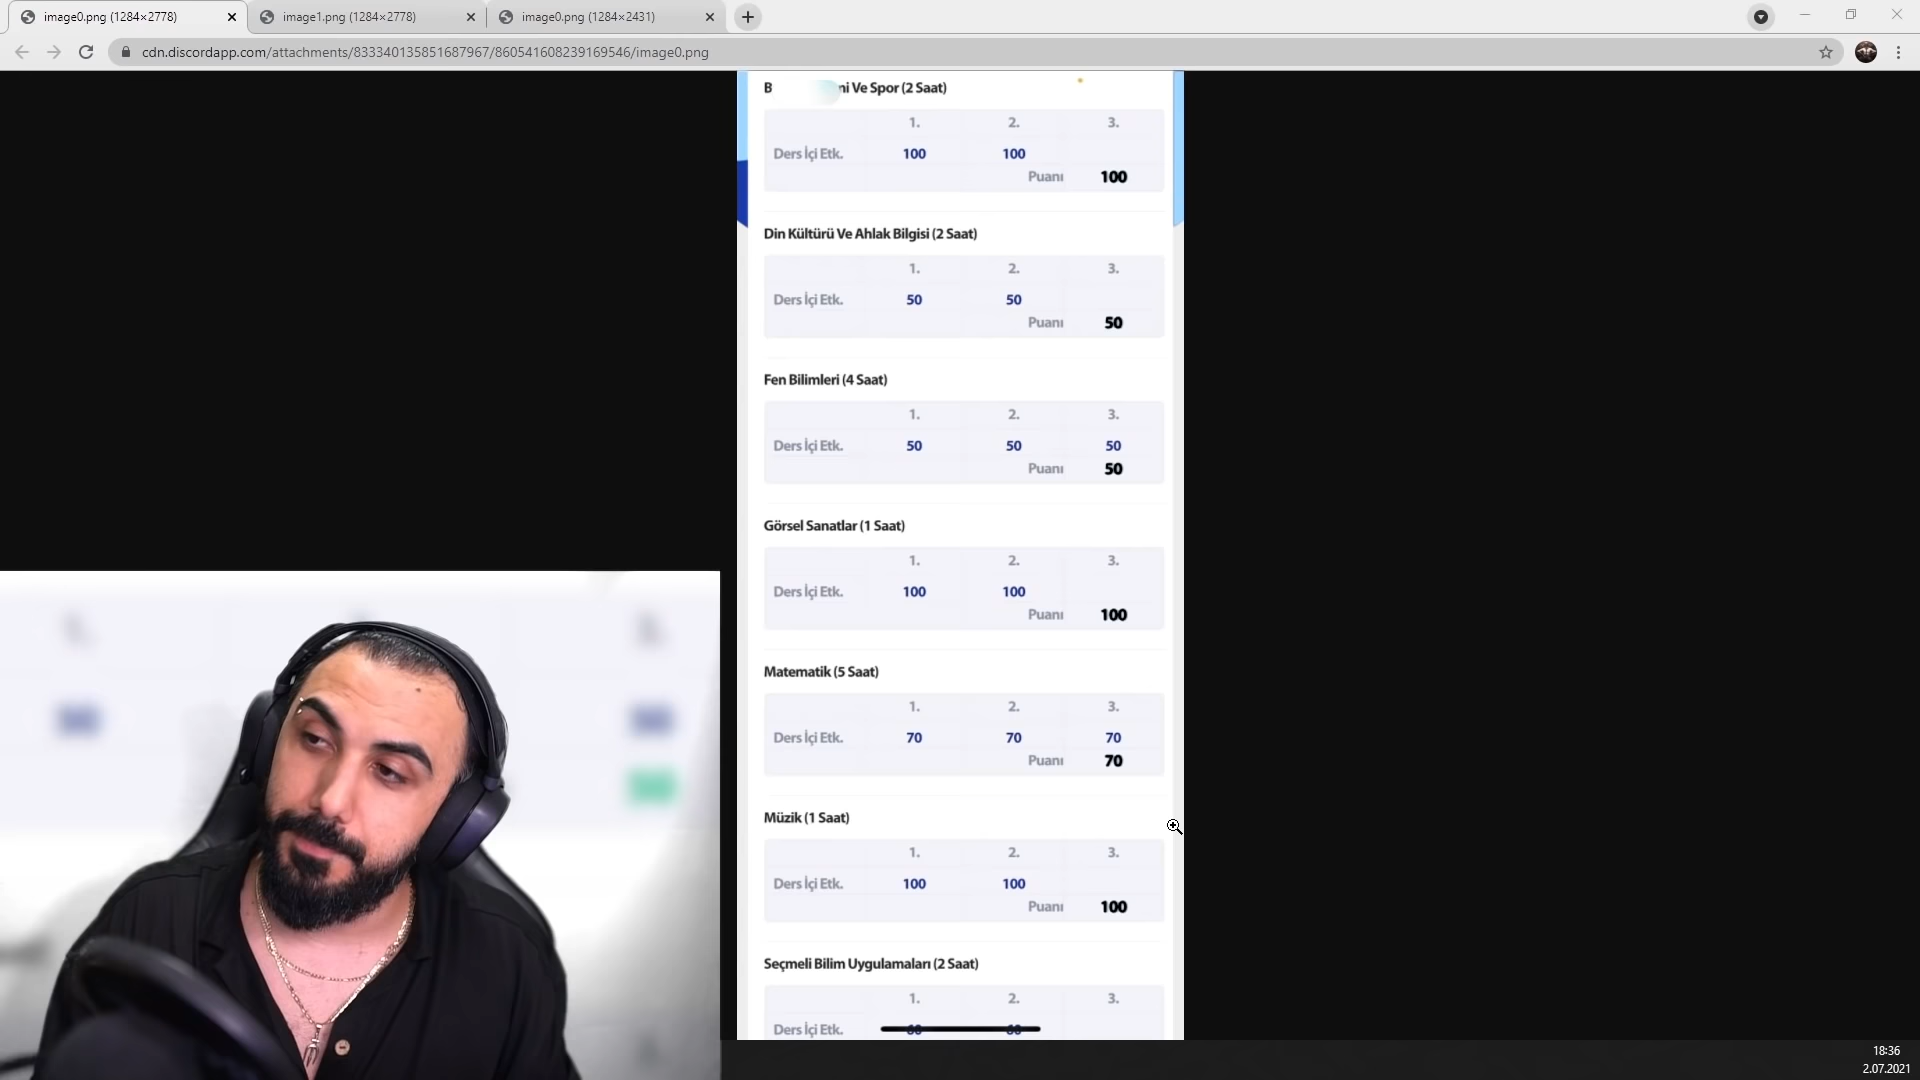 image0.png (1284×2778)
image1.png (1284×2778)
image0.png (1284×2431)
cdn.discordapp.com/attachments/833340135851687967/860541608239169546/image0.png
B ni Ve Spor (2 Saat)
1. 2. 3.
Ders İçi Etk. 100 100
Puanı 100
Din Kültürü Ve Ahlak Bilgisi (2 Saat)
1. 2. 3.
Ders İçi Etk. 50 50
Puanı 50
Fen Bilimleri (4 Saat)
1. 2. 3.
Ders İçi Etk. 50 50 50
Puanı 50
Görsel Sanatlar (1 Saat)
1. 2. 3.
Ders İçi Etk. 100 100
Puanı 100
Matematik (5 Saat)
1. 2. 3.
Ders İçi Etk. 70 70 70
Puanı 70
Müzik (1 Saat)
1. 2. 3.
Ders İçi Etk. 100 100
Puanı 100
Seçmeli Bilim Uygulamaları (2 Saat)
1. 2. 3.
Ders İçi Etk.
18:36
2.07.2021